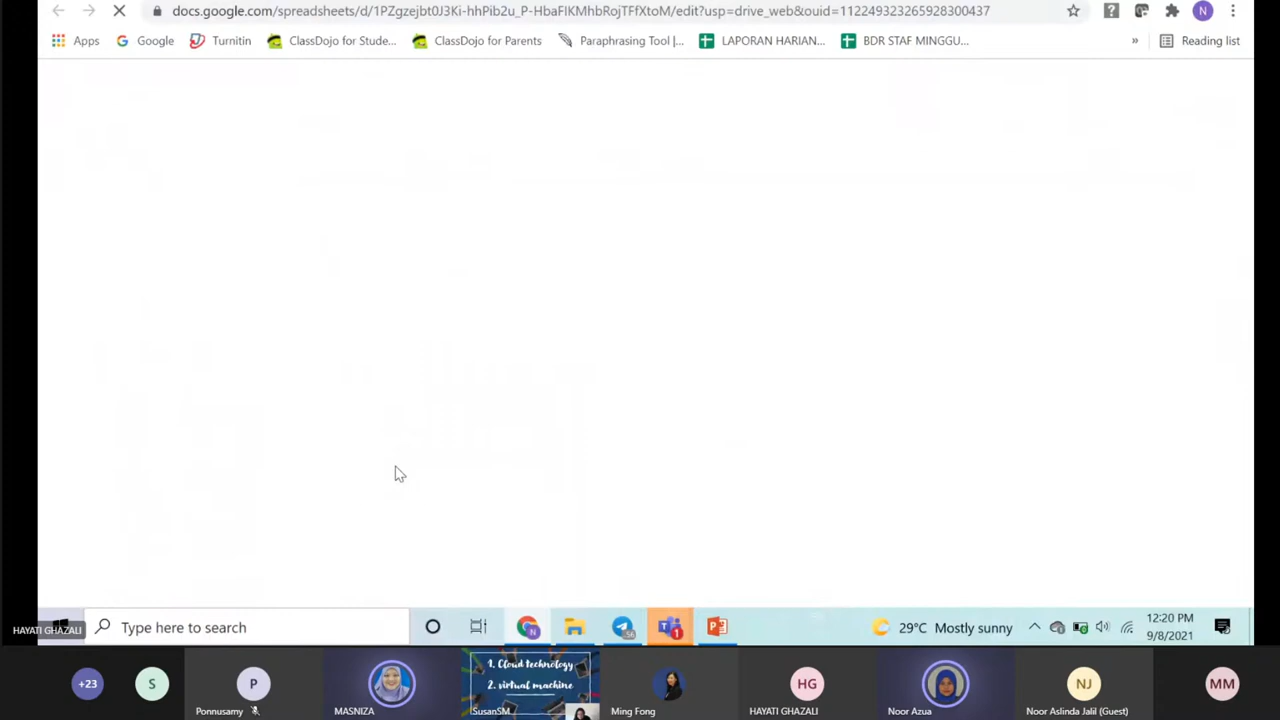 docs.google.com/spreadsheets/d/1PZgzejbt0J3Ki-hhPib2u_P-HbaFIKMhbRojTFfXtoM/edit?usp=drive_web&ouid=112249323265928300437
N
Apps
Google
Turnitin
ClassDojo for Stude...
ClassDojo for Parents
Paraphrasing Tool |...
LAPORAN HARIAN...
BDR STAF MINGGU...
»
Reading list
HAYATI GHAZALI
Type here to search
56
1
29°C Mostly sunny
12:20 PM
9/8/2021
+23
S
P
Ponnusamy
MASNIZA
1. Cloud technology
2. virtual machine
SusanSM
Ming Fong
HG
HAYATI GHAZALI
Noor Azua
NJ
Noor Aslinda Jalil (Guest)
MM